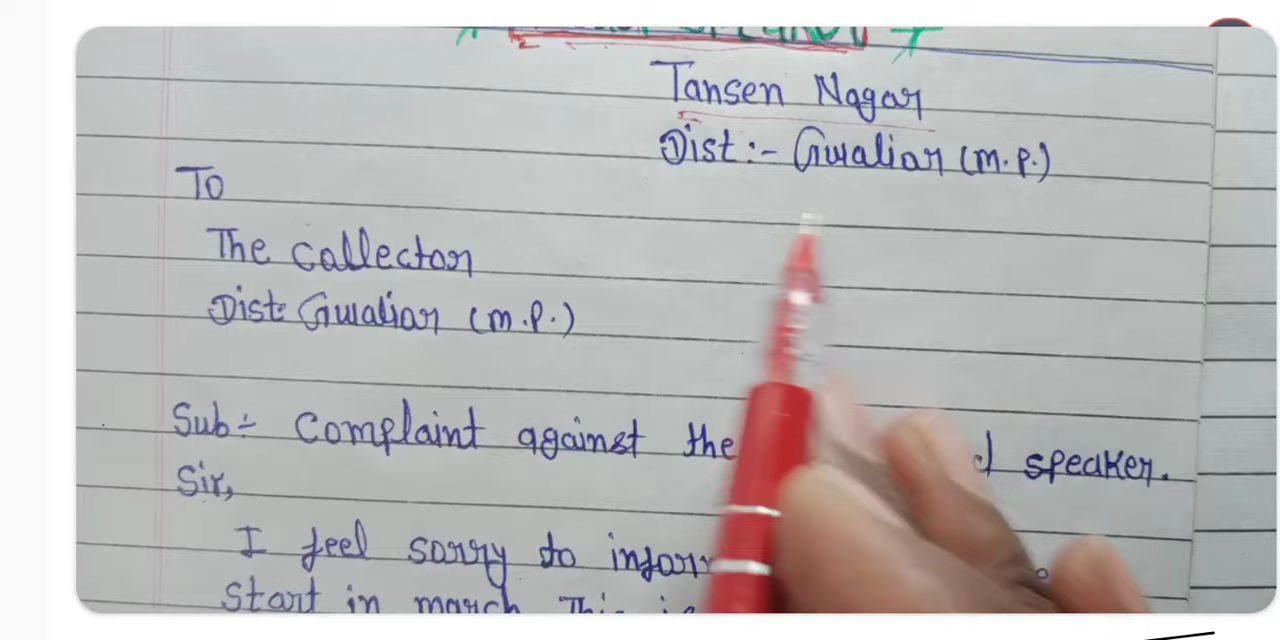 Tansen Nagar
Dist :- Gwalior (M.P.)
To
The Collector
Dist: Gwalior (M.P.)
Sub:- Complaint against the speaker.
Sir,
I feel sorry to
start in march This